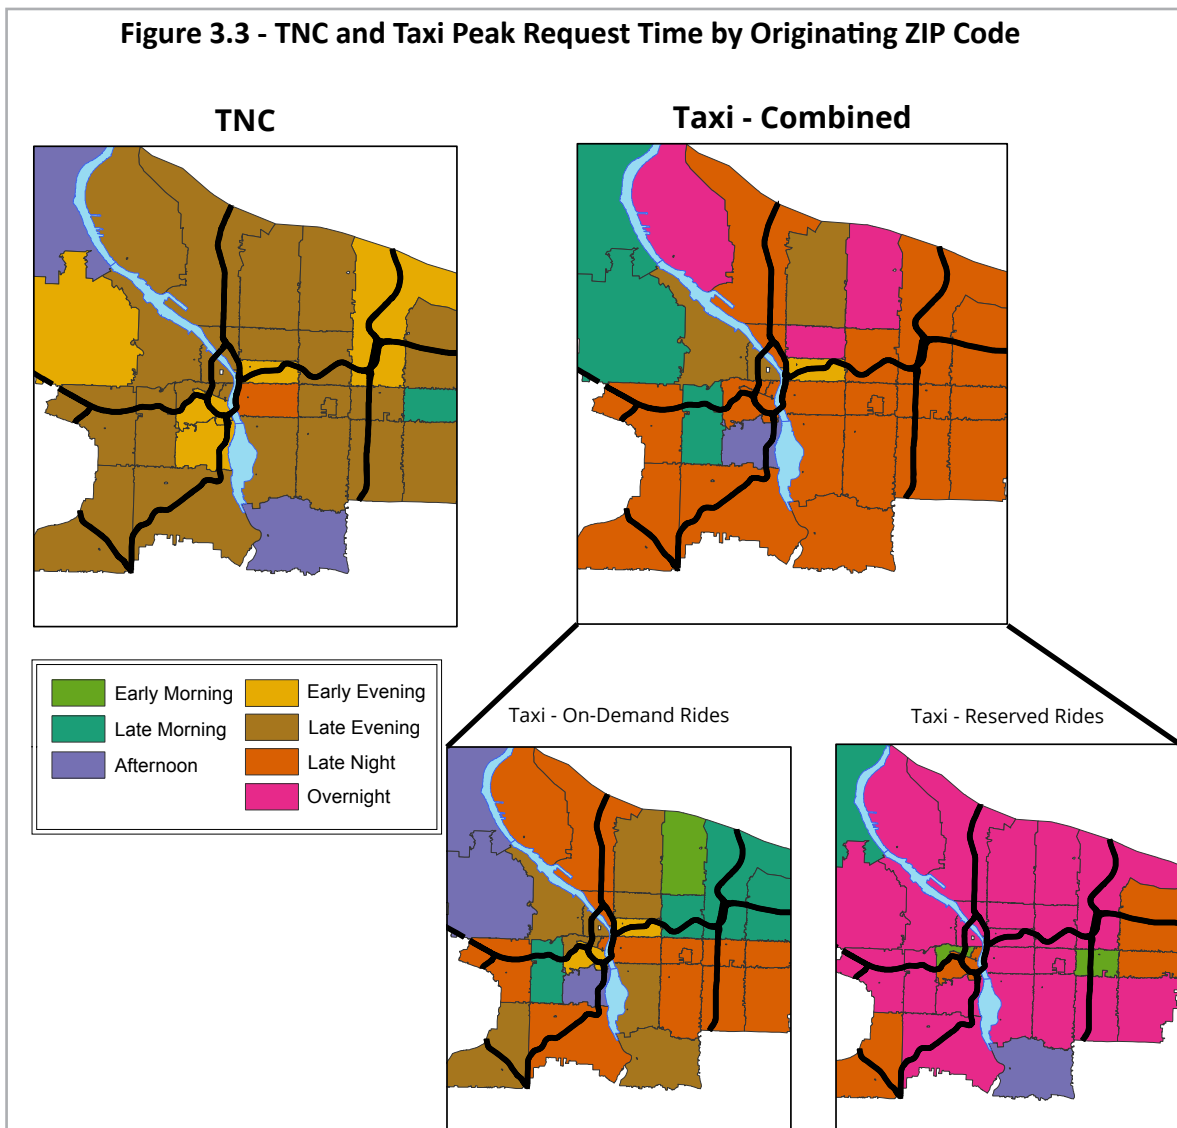 Figure 3.3 - TNC and Taxi Peak Request Time by Originating ZIP Code
TNC
Taxi - Combined
Early Morning
Late Morning
Afternoon
Early Evening
Late Evening
Late Night
Overnight
Taxi - On-Demand Rides
Taxi - Reserved Rides